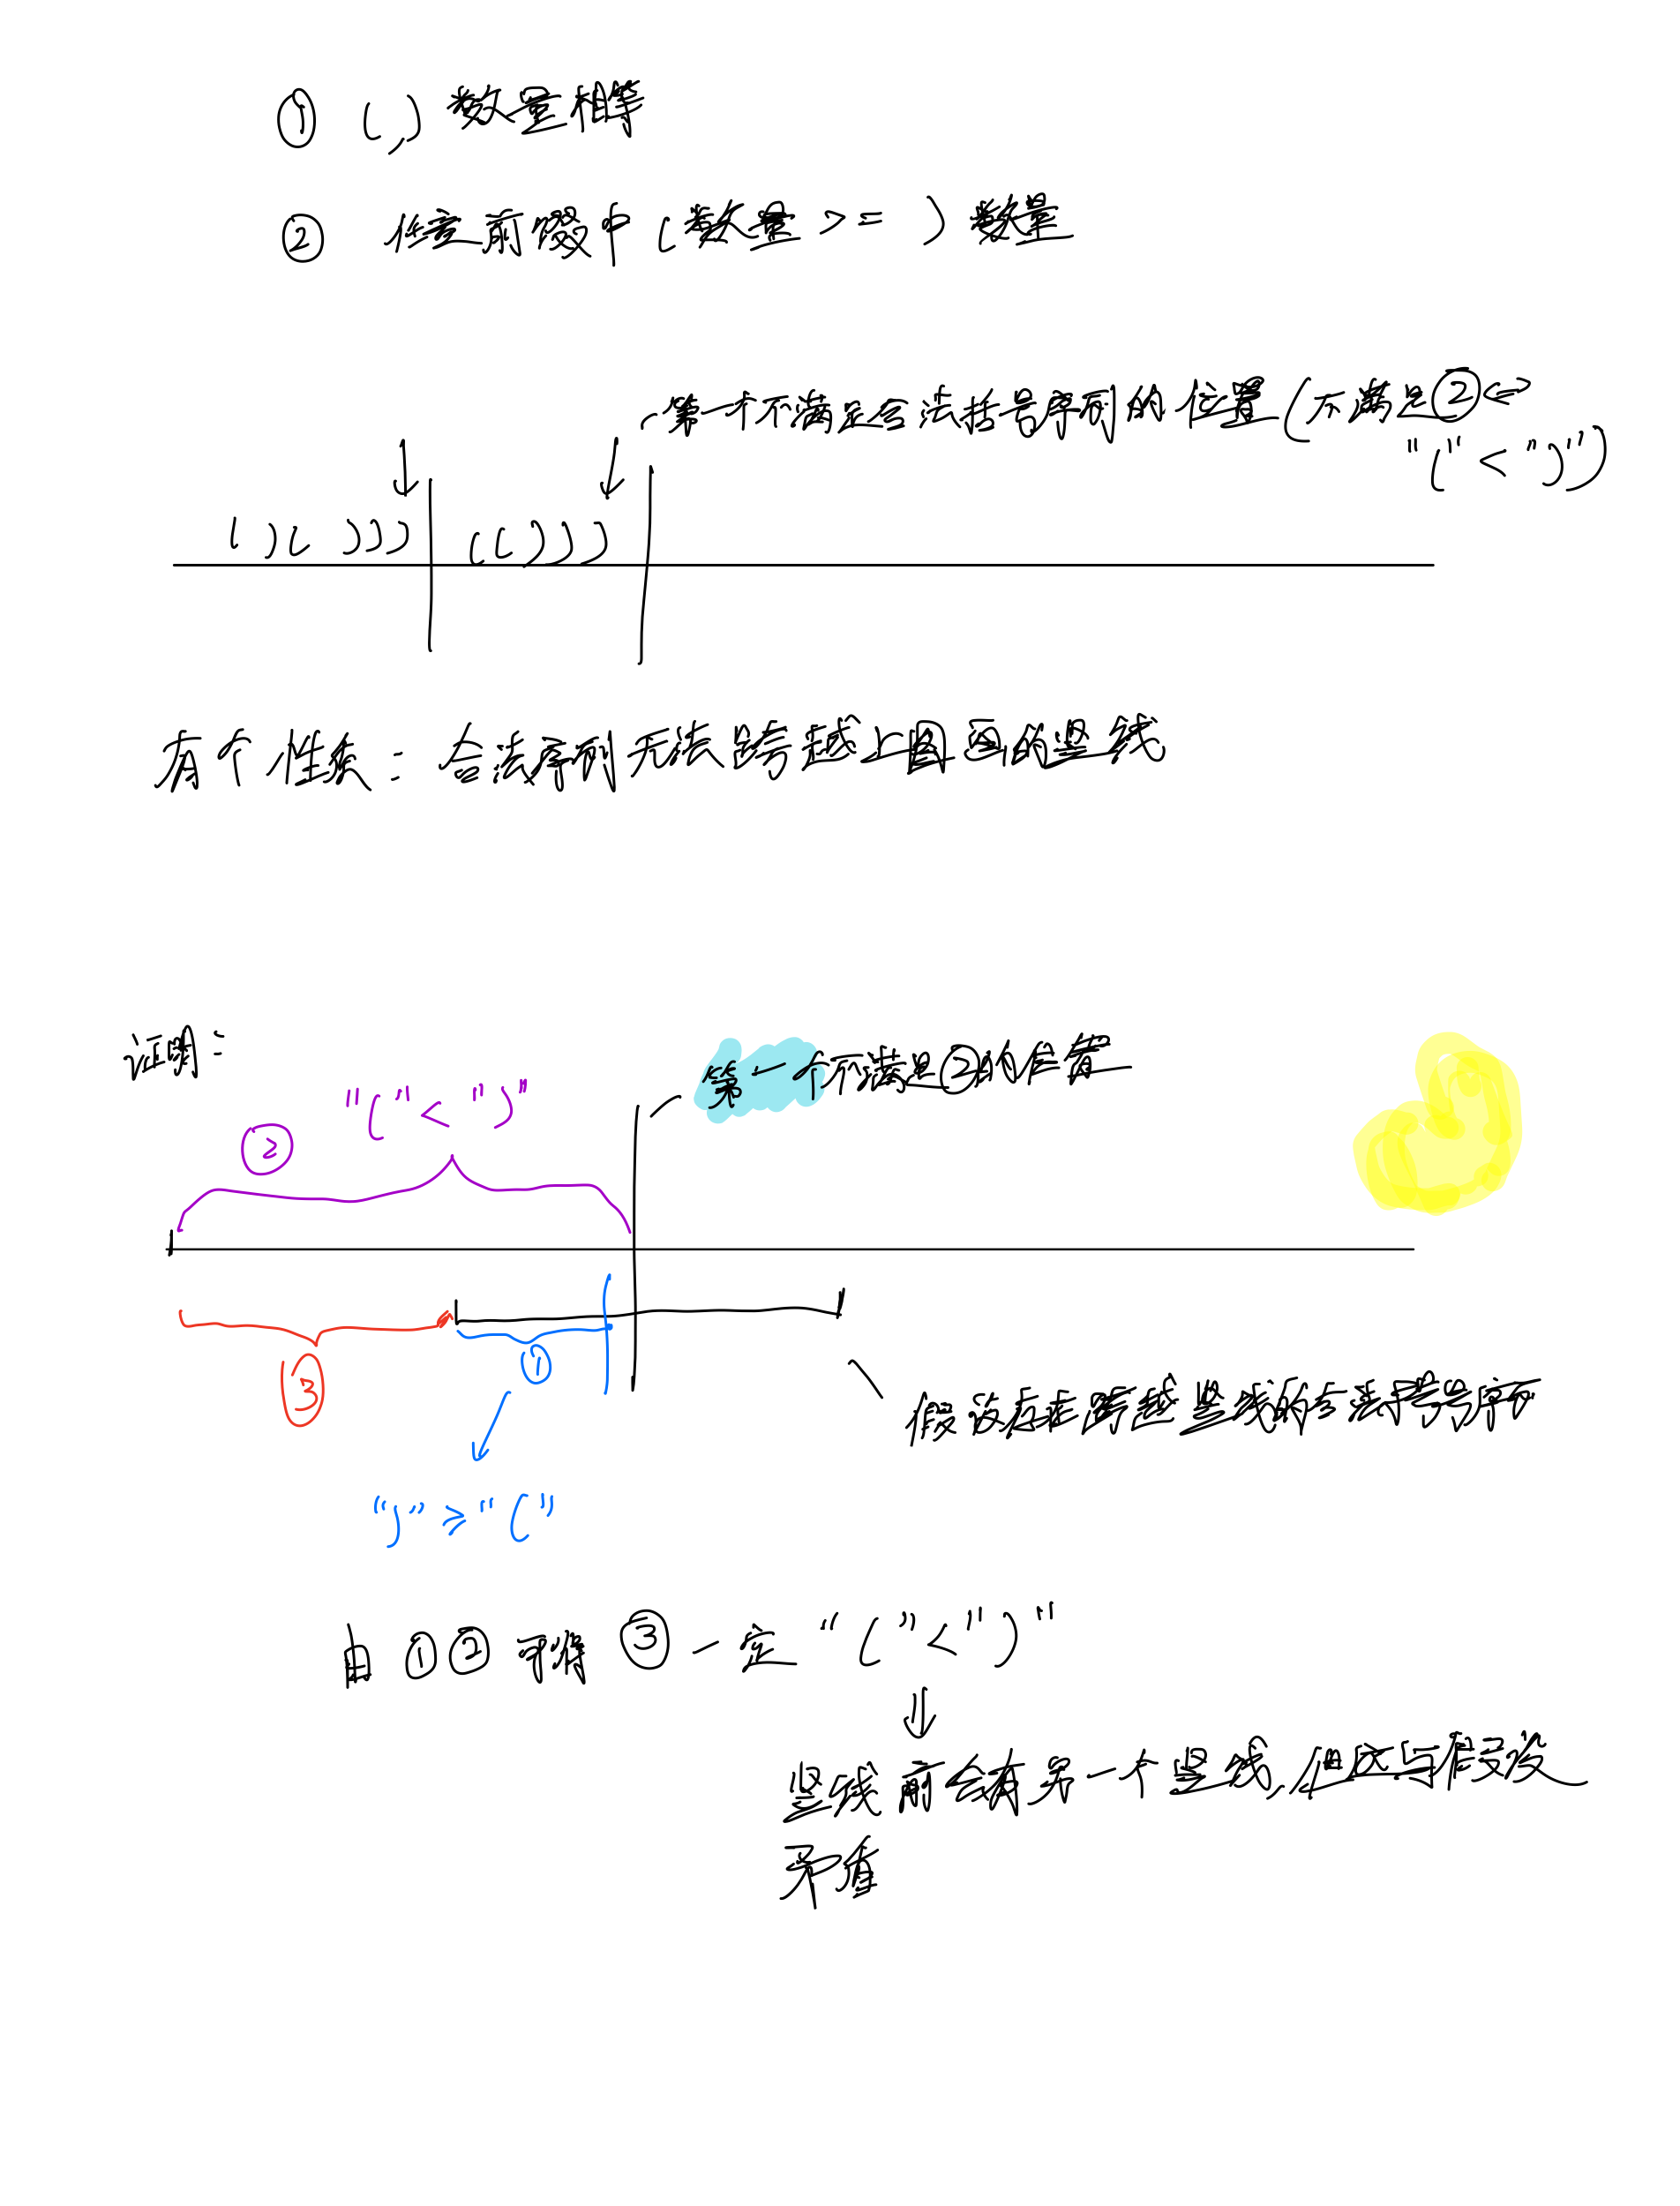 ① (,) 数量相等
② 任意前缀中 ( 数量 >= ) 数量
第一个不满足合法括号序列的位置 (不满足②<=>
"(" < ")")
( ) ( ) ) ) ( ( ) ) )
有个性质: 合法序列无法跨越上图画的竖线
证明:
第一个不满足②的位置
"(" < ")"
②
①
③
假设存在跨越竖线的合法括号序列
")" ≥ "("
由 ①② 可得 ③ 一定 "(" < ")"
⇓
竖线前会有另一个竖线, 但这与假设
矛盾